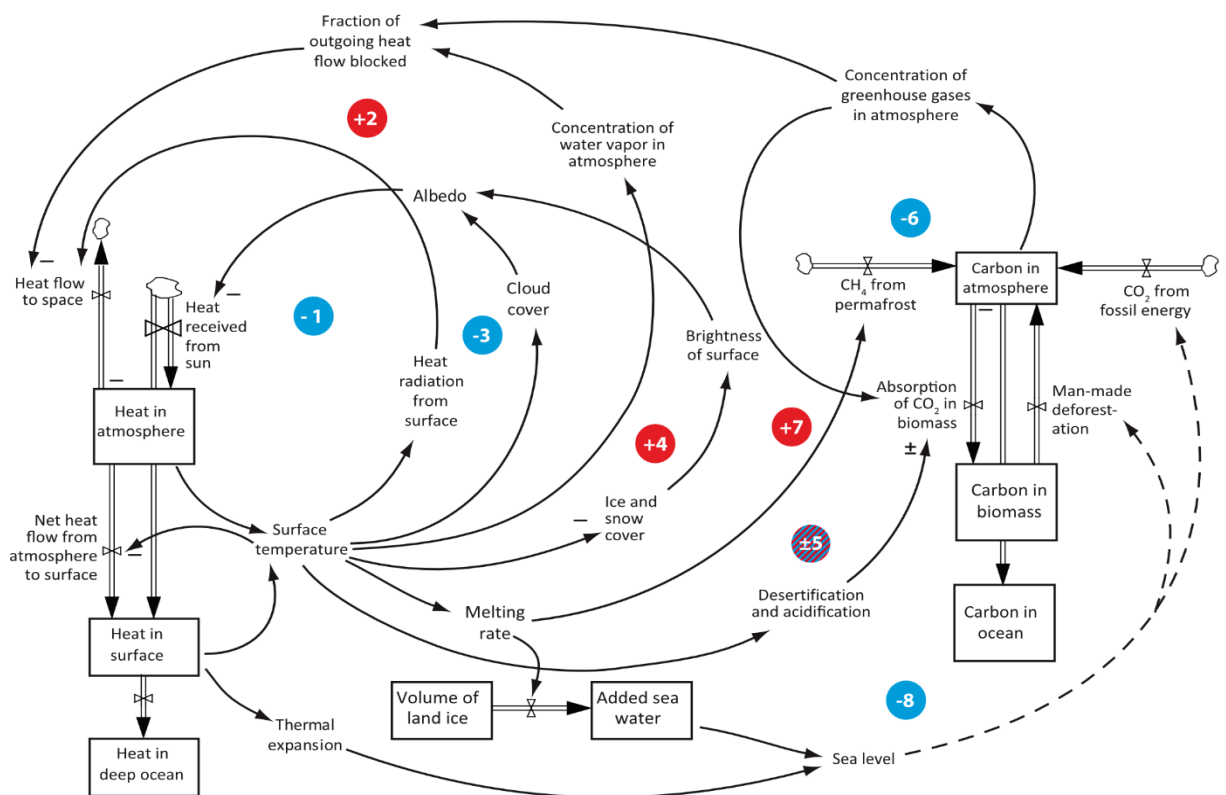 Fraction of
outgoing heat
flow blocked
Concentration of
greenhouse gases
in atmosphere
+2
Concentration of
water vapor in
atmosphere
Albedo
-6
−
Heat flow
to space
−
Heat
received
from
sun
- 1
-3
Cloud
cover
CH4 from
permafrost
Carbon in
atmosphere
CO2 from
fossil energy
−
Brightness
of surface
Heat
radiation
from
surface
−
Heat in
atmosphere
+4
+7
Absorption
of CO2 in
biomass
±
Man-made
deforest-
ation
Net heat
flow from
atmosphere
to surface
−
Surface
temperature
−
Ice and
snow
cover
±5
Carbon in
biomass
Desertification
and acidification
Heat in
surface
Melting
rate
Carbon in
ocean
Volume of
land ice
Added sea
water
-8
Thermal
expansion
Heat in
deep ocean
Sea level